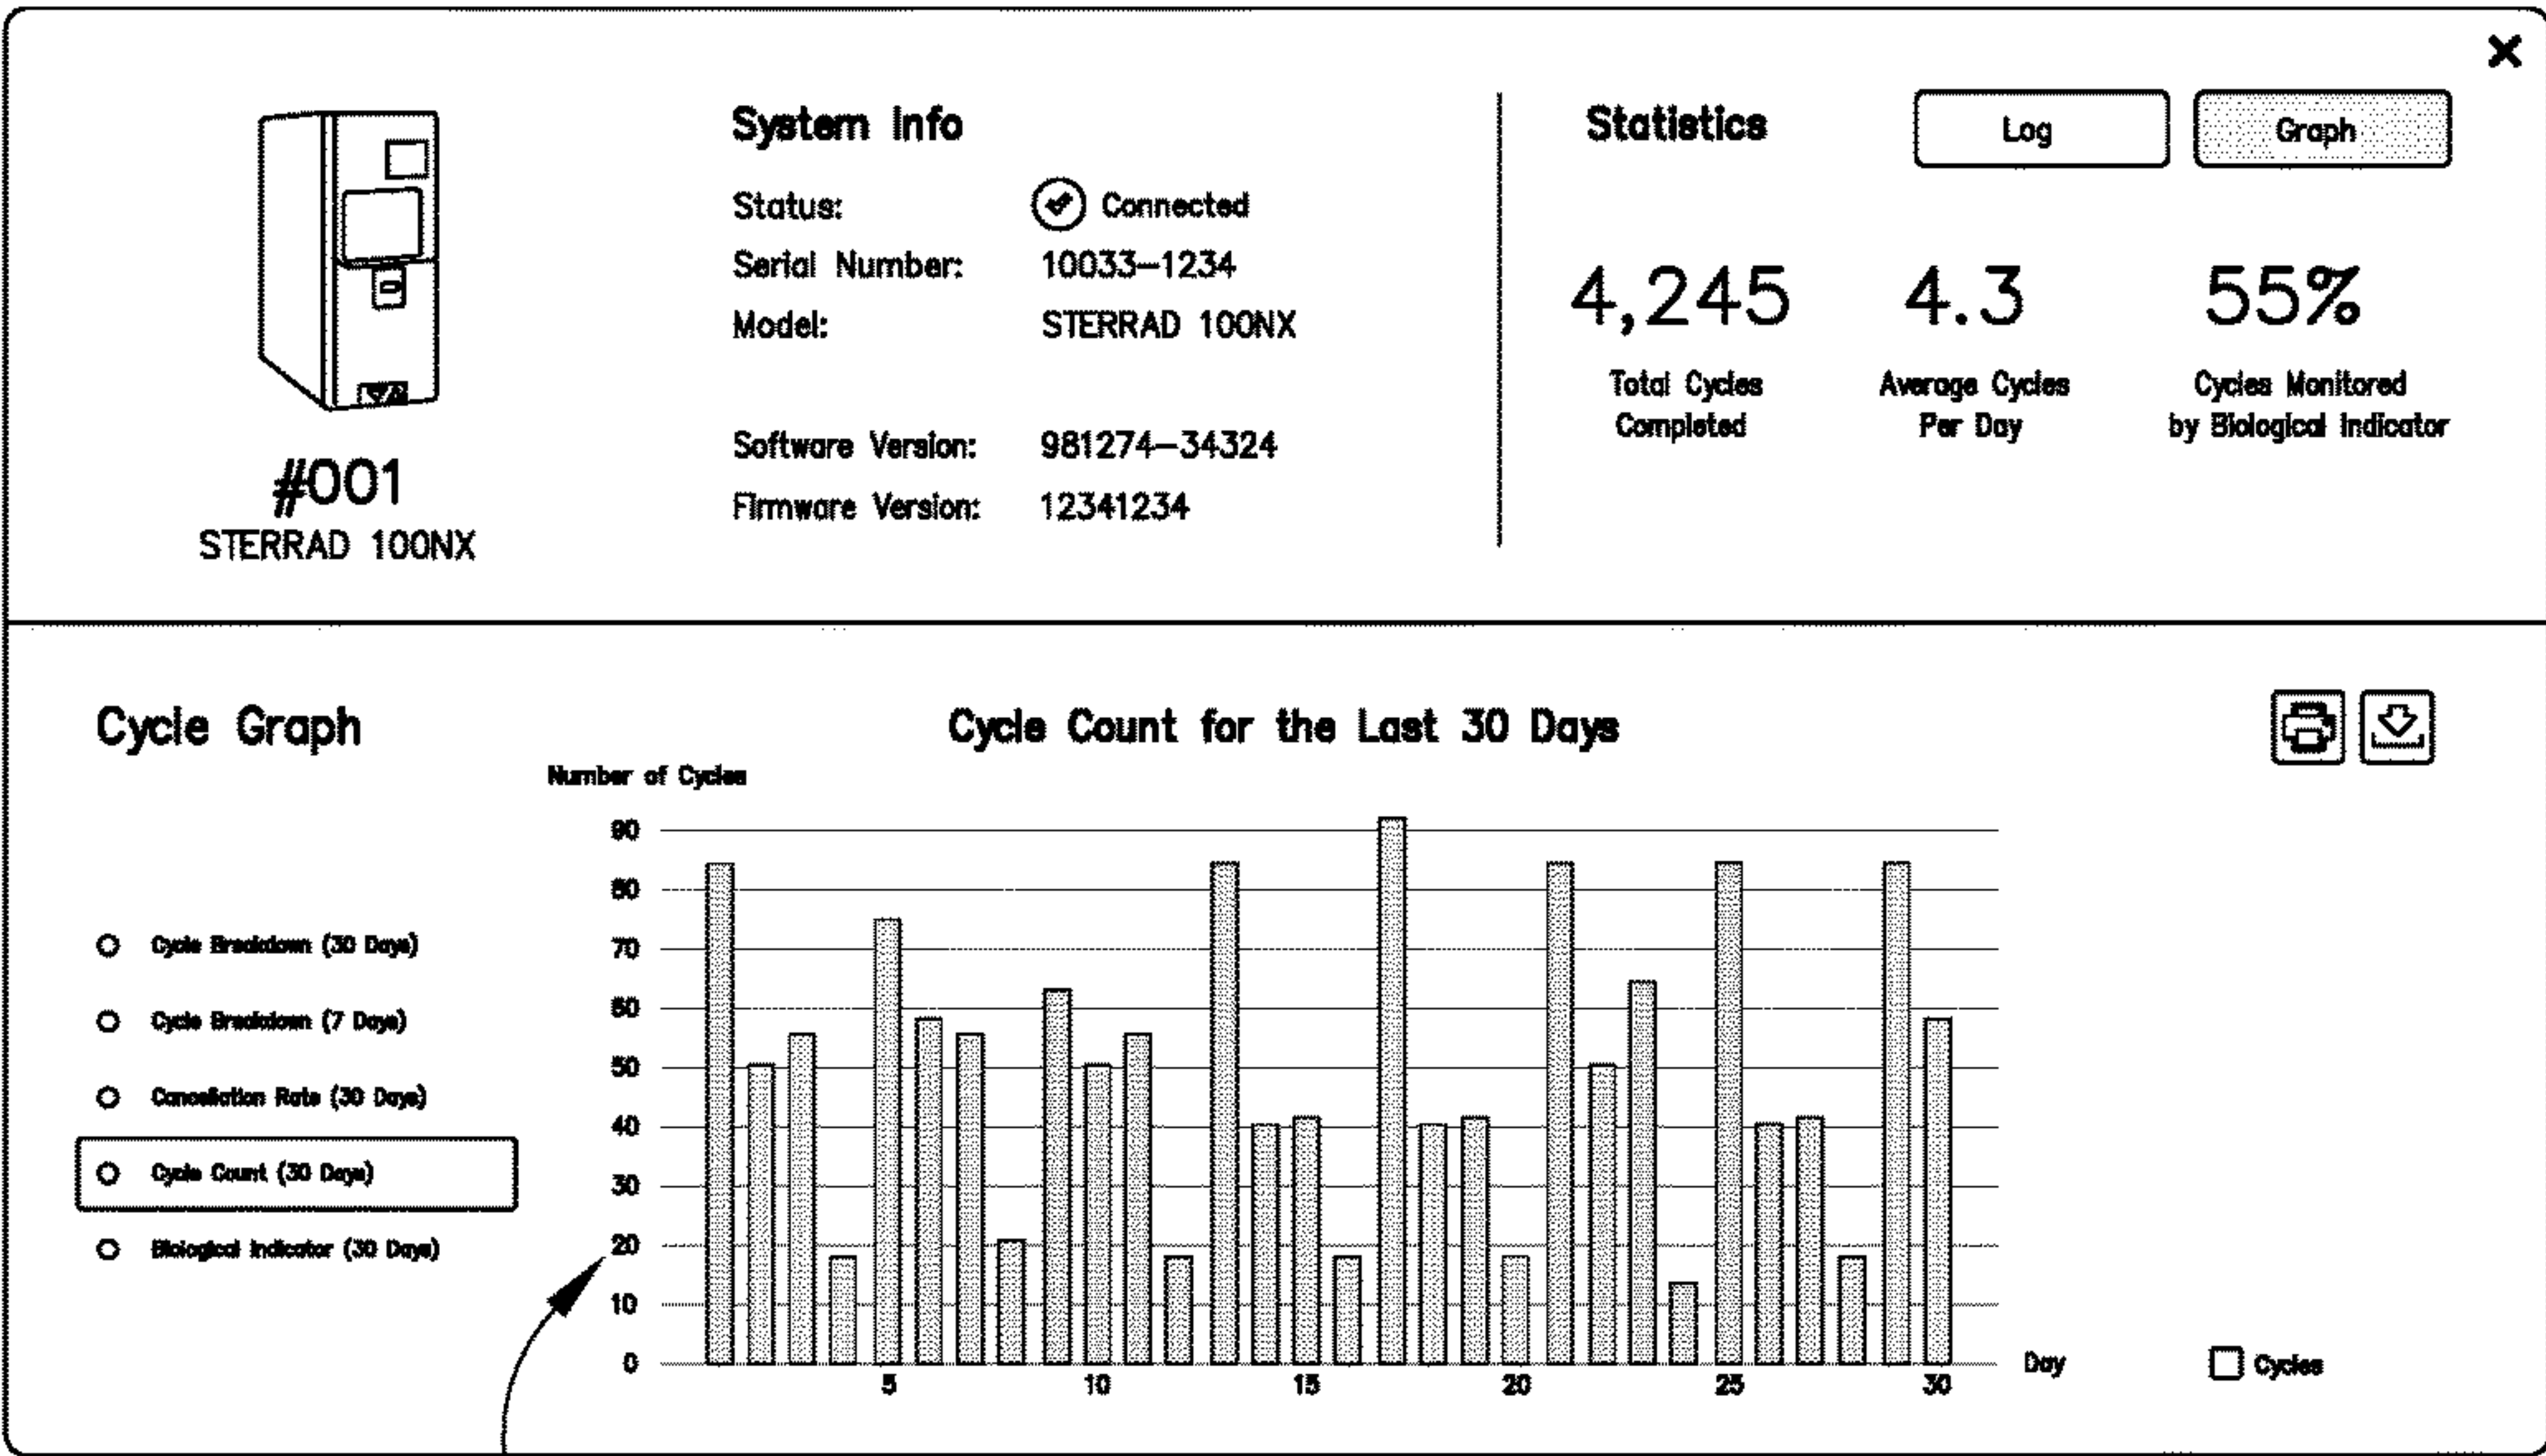 System Info
Status: Connected
Serial Number: 10033-1234
Model: STERRAD 100NX
Software Version: 981274-34324
Firmware Version: 12341234
#001
STERRAD 100NX
Statistics
Log
Graph
4,245
Total Cycles
Completed
4.3
Average Cycles
Per Day
55%
Cycles Monitored
by Biological Indicator
Cycle Graph
Cycle Breakdown (30 Days)
Cycle Breakdown (7 Days)
Cancellation Rate (30 Days)
Cycle Count (30 Days)
Biological Indicator (30 Days)
Cycle Count for the Last 30 Days
Number of Cycles
90
80
70
60
50
40
30
20
10
0
5 10 15 20 25 30
Day
Cycles